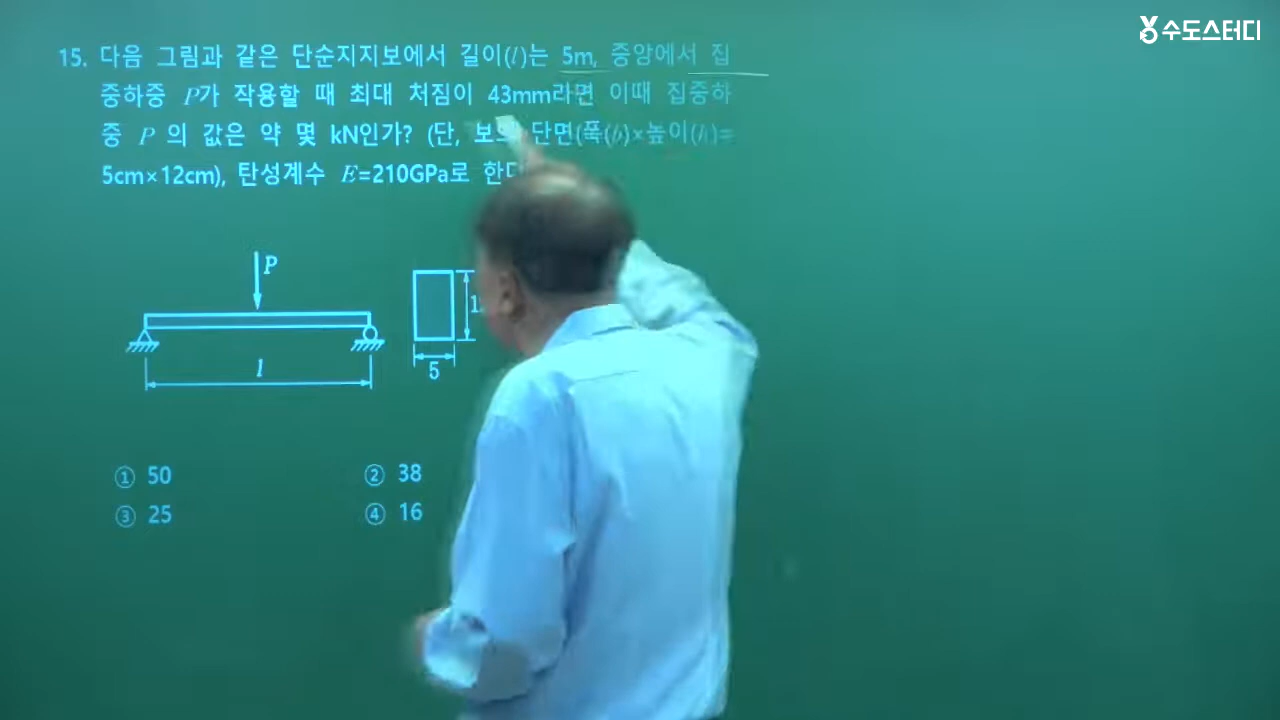 수도스터디
15. 다음 그림과 같은 단순지지보에서 길이(l)는 5m, 중앙에서 집
중하중 P가 작용할 때 최대 처짐이 43mm라면 이때 집중하
중 P 의 값은 약 몇 kN인가? (단, 보의 단면(폭(b)×높이(h)=
5cm×12cm), 탄성계수 E=210GPa로
P
5
l
① 50
② 38
③ 25
④ 16